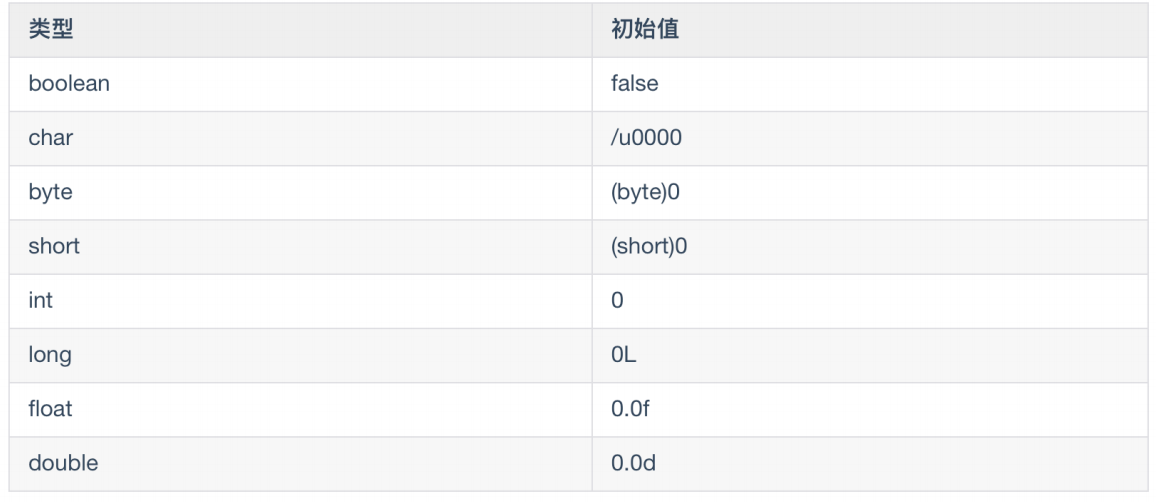 类型 初始值
boolean false
char /u0000
byte (byte)0
short (short)0
int 0
long 0L
float 0.0f
double 0.0d